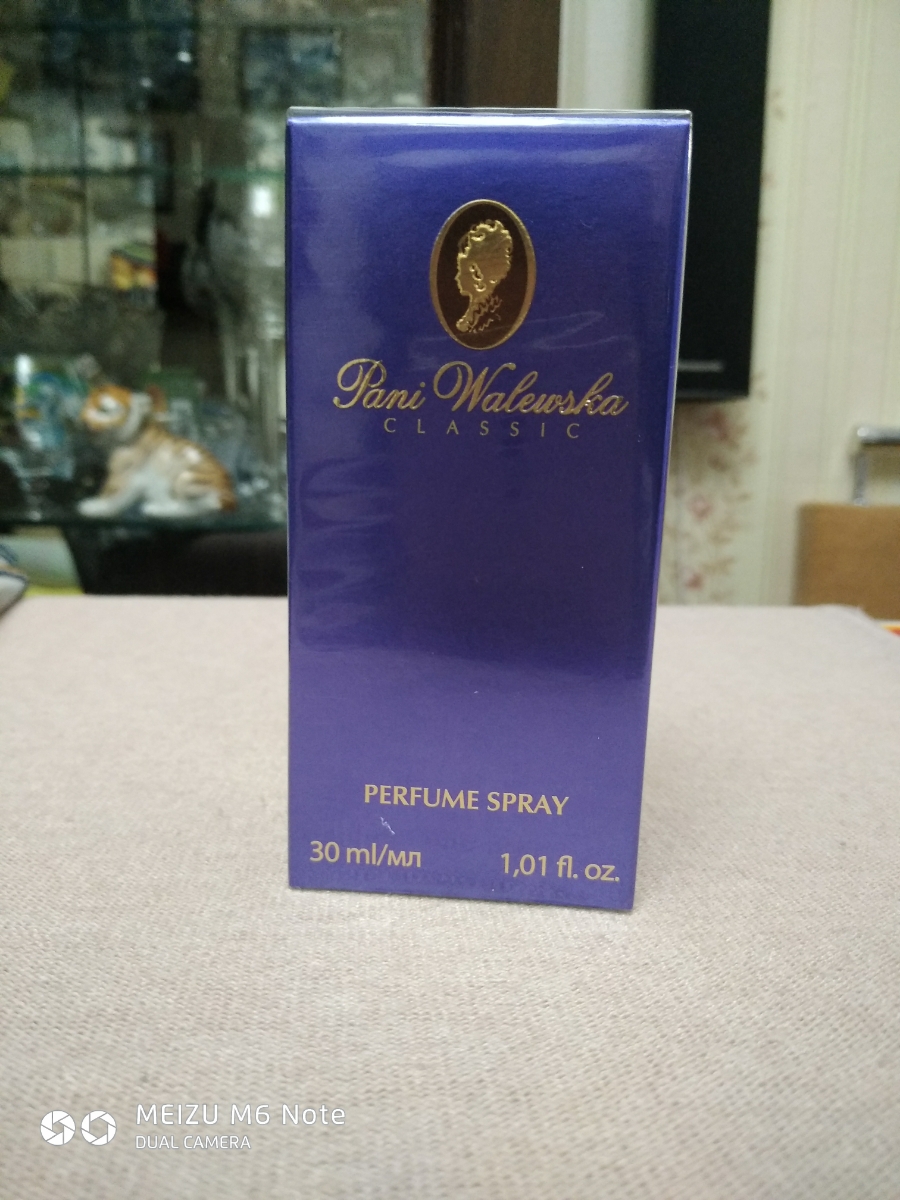 Pani Walewska
CLASSIC
PERFUME SPRAY
30 ml/мл 1,01 fl. oz.
MEIZU M6 Note
DUAL CAMERA